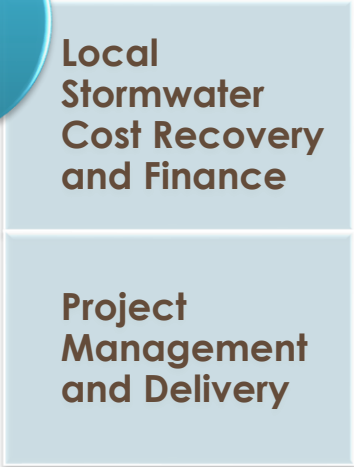 Local
Stormwater
Cost Recovery
and Finance
Project
Management
and Delivery